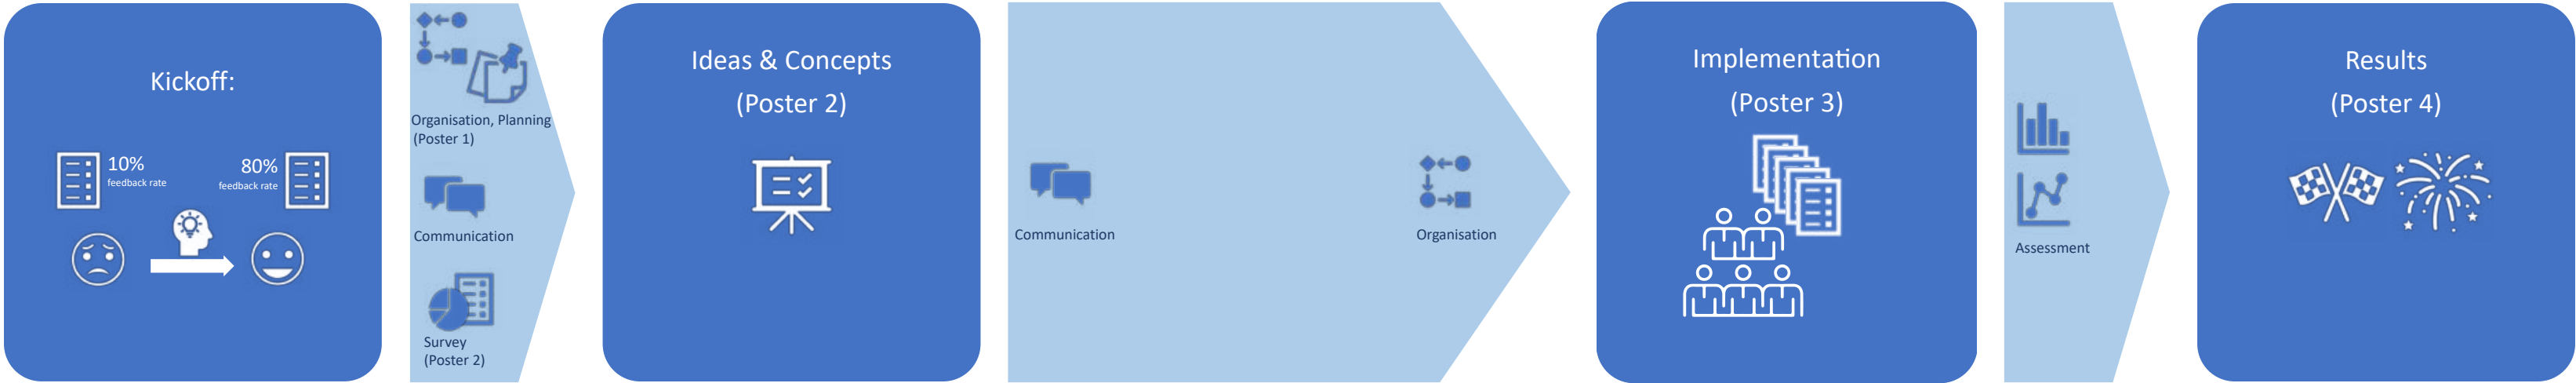 Kickoff:
10%
feedback rate
80%
feedback rate
Organisation, Planning
(Poster 1)
Communication
Survey
(Poster 2)
Ideas & Concepts
(Poster 2)
Communication
Organisation
Implementation
(Poster 3)
Assessment
Results
(Poster 4)